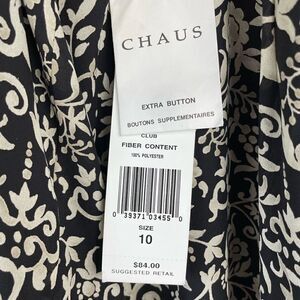 CHAUS
EXTRA BUTTON
BOUTONS SUPPLEMENTAIRES
CLUB
FIBER CONTENT
100% POLYESTER
0 39371 03455 0
SIZE
10
$84.00
SUGGESTED RETAIL